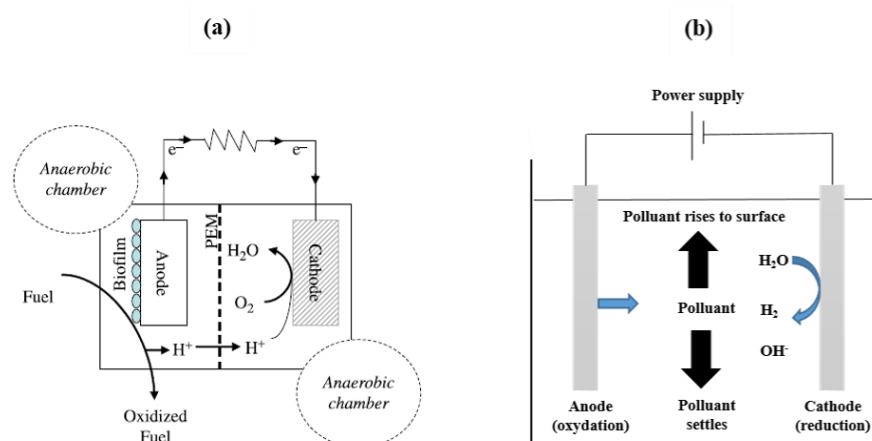 (a)
Anaerobic
chamber
e⁻
e⁻
Biofilm
Anode
PEM
H₂O
O₂
Cathode
Fuel
H⁺
H⁺
Oxidized
Fuel
Anaerobic
chamber
(b)
Power supply
Polluant rises to surface
H₂O
Polluant
H₂
OH⁻
Anode
(oxydation)
Polluant
settles
Cathode
(reduction)